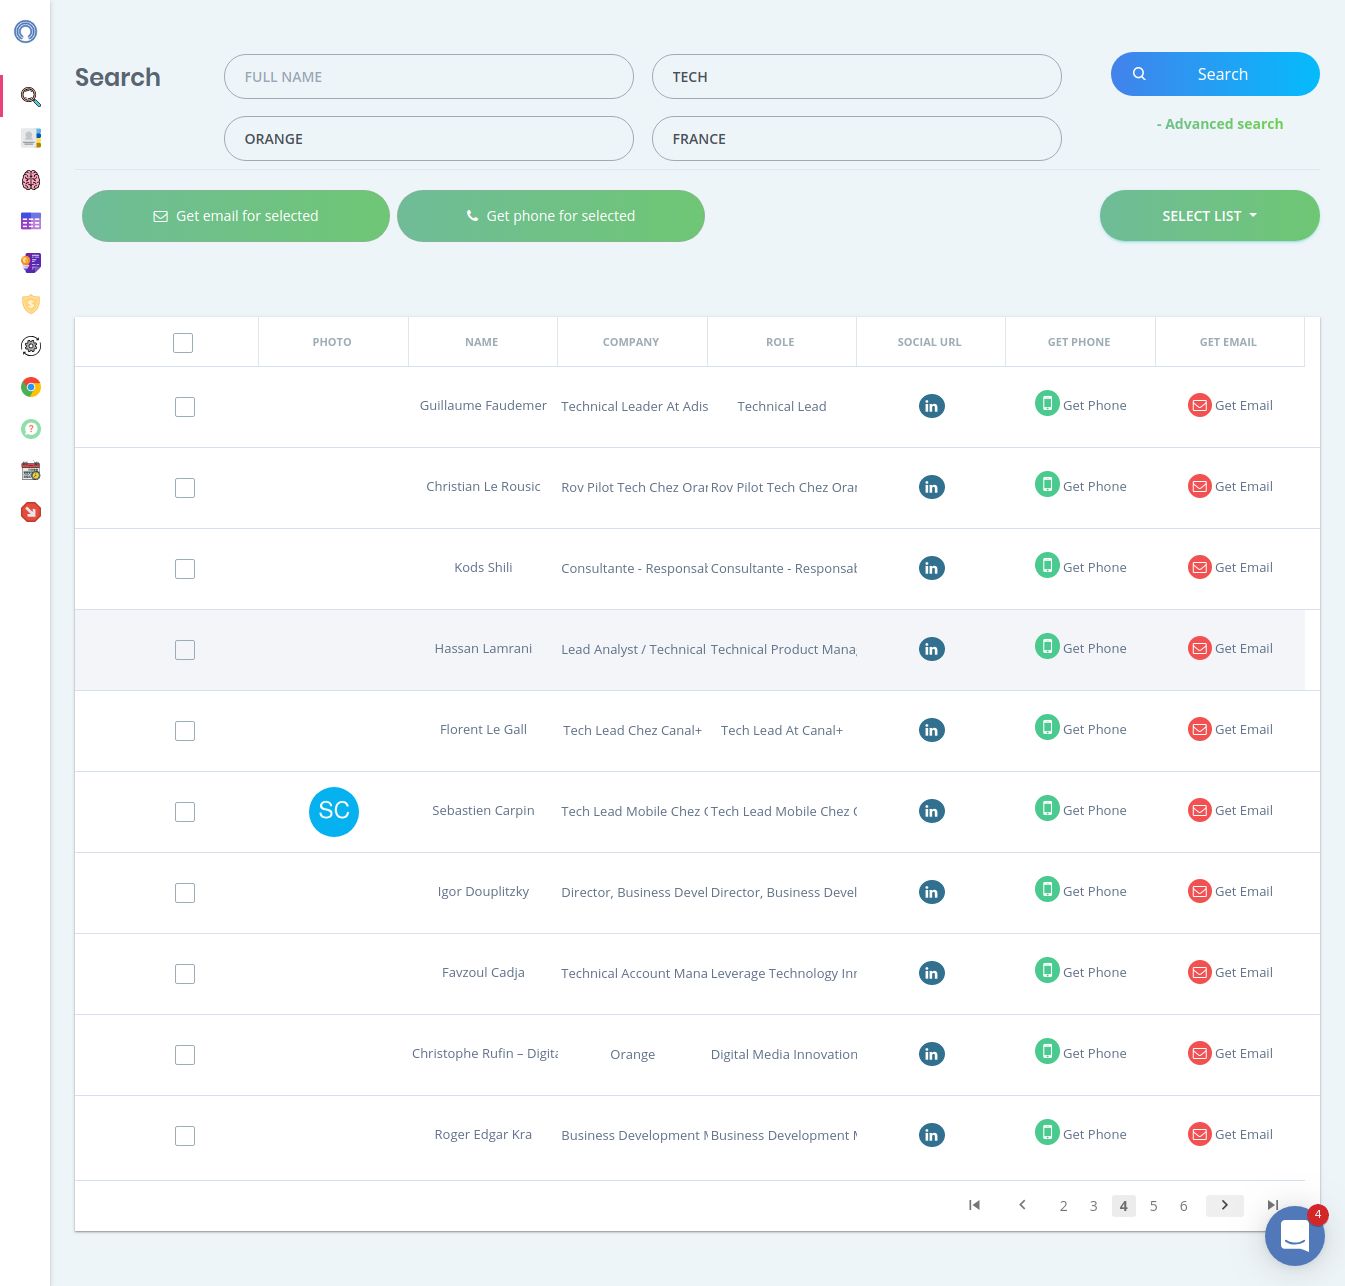 Search
FULL NAME
TECH
Search
ORANGE
FRANCE
- Advanced search
Get email for selected
Get phone for selected
SELECT LIST
PHOTO NAME COMPANY ROLE SOCIAL URL GET PHONE GET EMAIL
Guillaume Faudemer Technical Leader At Adis Technical Lead in Get Phone Get Email
Christian Le Rousic Rov Pilot Tech Chez Orar Rov Pilot Tech Chez Orar in Get Phone Get Email
Kods Shili Consultante - Responsab Consultante - Responsab in Get Phone Get Email
Hassan Lamrani Lead Analyst / Technical Technical Product Mana in Get Phone Get Email
Florent Le Gall Tech Lead Chez Canal+ Tech Lead At Canal+ in Get Phone Get Email
SC Sebastien Carpin Tech Lead Mobile Chez Tech Lead Mobile Chez in Get Phone Get Email
Igor Douplitzky Director, Business Devel Director, Business Devel in Get Phone Get Email
Favzoul Cadja Technical Account Mana Leverage Technology Inr in Get Phone Get Email
Christophe Rufin – Digita Orange Digital Media Innovation in Get Phone Get Email
Roger Edgar Kra Business Development Business Development in Get Phone Get Email
2 3 4 5 6
4